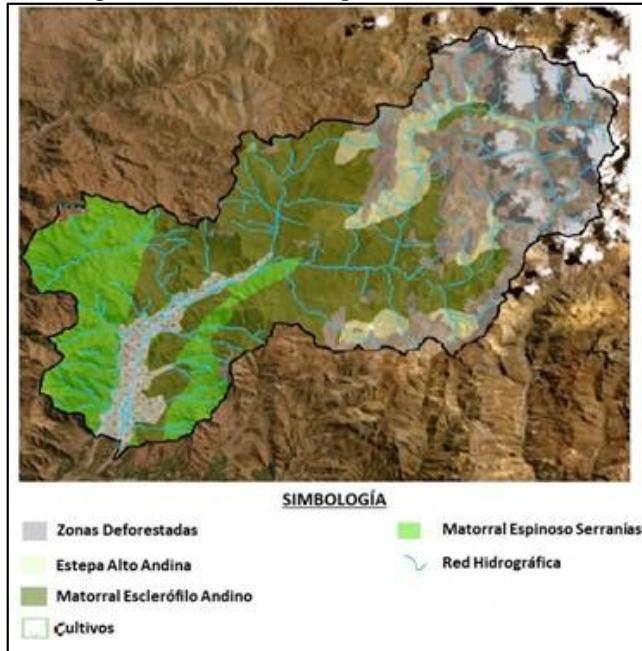 SIMBOLOGÍA
Zonas Deforestadas
Estepa Alto Andina
Matorral Esclerófilo Andino
Cultivos
Matorral Espinoso Serranías
Red Hidrográfica